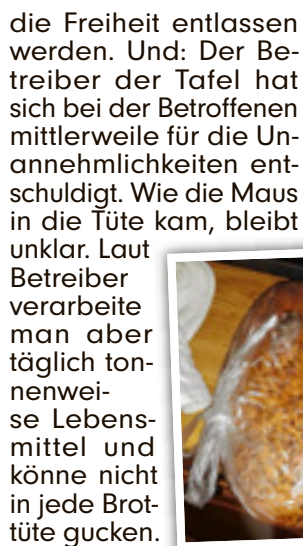 die Freiheit entlassen
werden. Und: Der Be-
treiber der Tafel hat
sich bei der Betroffenen
mittlerweile für die Un-
annehmlichkeiten ent-
schuldigt. Wie die Maus
in die Tüte kam, bleibt
unklar. Laut
Betreiber
verarbeite
man aber
täglich ton-
nenwei-
se Lebens-
mittel und
könne nicht
in jede Brot-
tüte gucken.